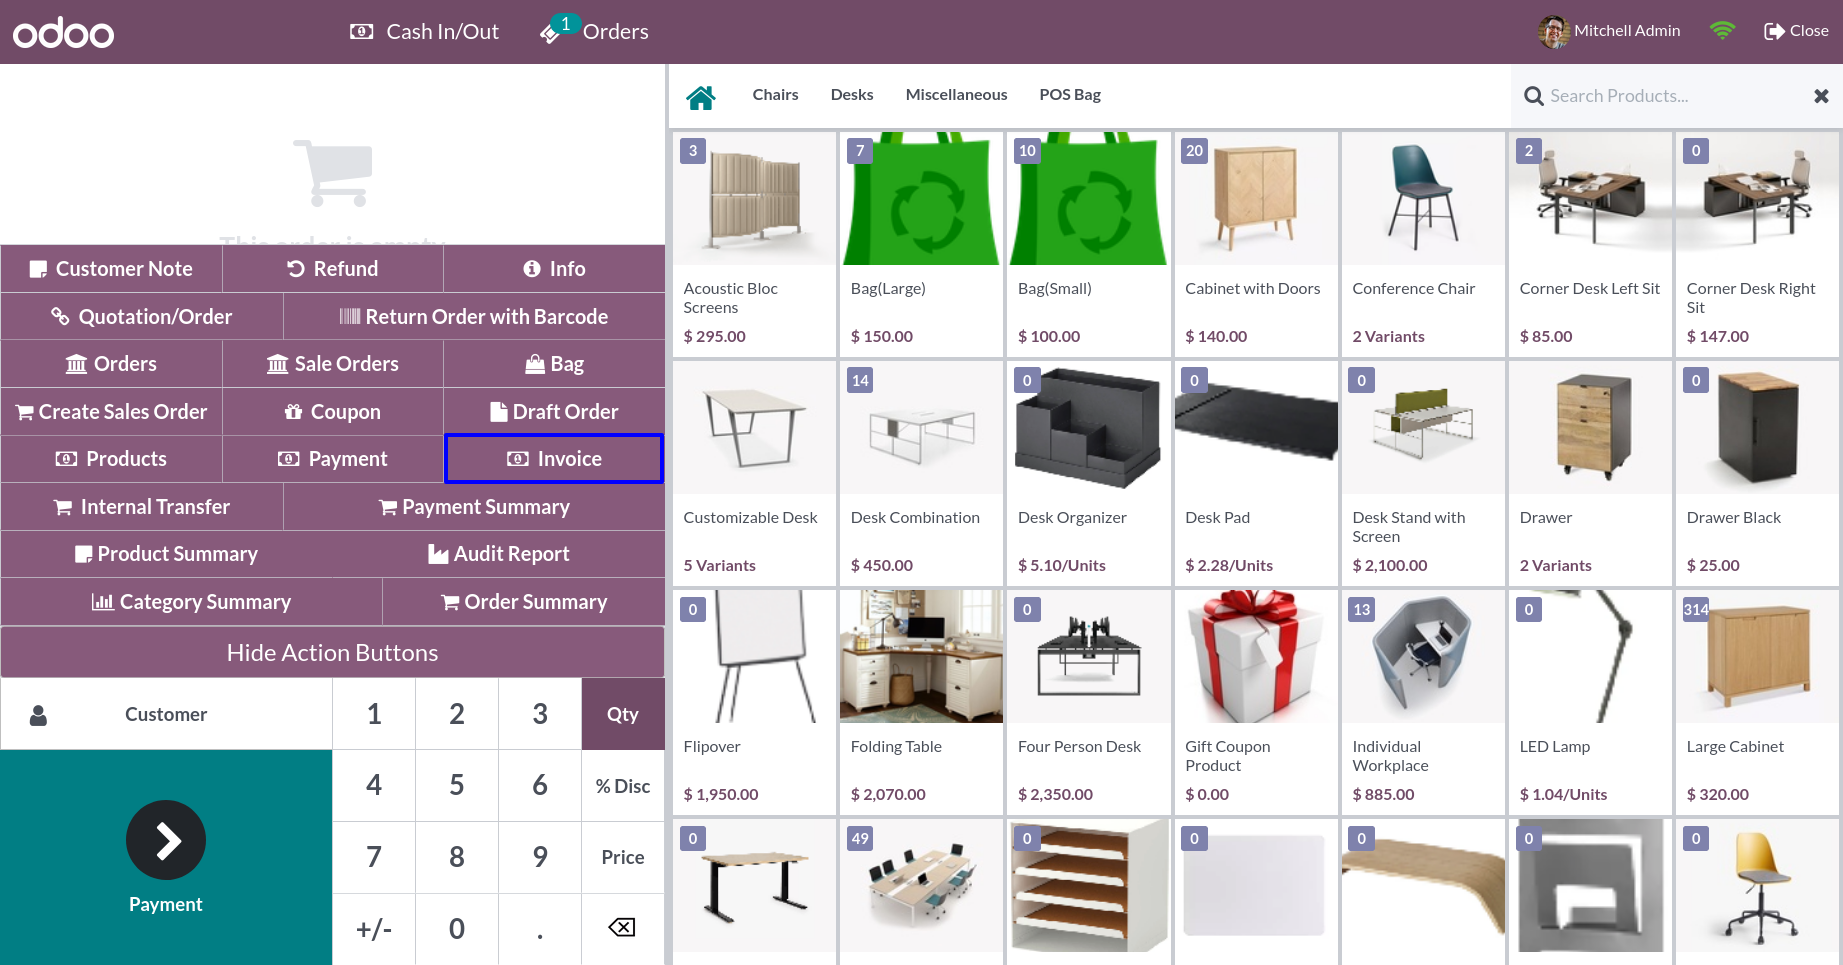 odoo
Cash In/Out
1
Orders
Mitchell Admin
Close
This order is empty
Customer Note
Refund
Info
Quotation/Order
Return Order with Barcode
Orders
Sale Orders
Bag
Create Sales Order
Coupon
Draft Order
Products
Payment
Invoice
Internal Transfer
Payment Summary
Product Summary
Audit Report
Category Summary
Order Summary
Hide Action Buttons
Customer
1
2
3
Qty
4
5
6
% Disc
7
8
9
Price
+/-
0
.
Payment
Chairs
Desks
Miscellaneous
POS Bag
Search Products...
3
Acoustic Bloc
Screens
$ 295.00
7
Bag(Large)
$ 150.00
10
Bag(Small)
$ 100.00
20
Cabinet with Doors
$ 140.00
Conference Chair
2 Variants
2
Corner Desk Left Sit
$ 85.00
0
Corner Desk Right
Sit
$ 147.00
Customizable Desk
5 Variants
14
Desk Combination
$ 450.00
0
Desk Organizer
$ 5.10/Units
0
Desk Pad
$ 2.28/Units
0
Desk Stand with
Screen
$ 2,100.00
Drawer
2 Variants
0
Drawer Black
$ 25.00
0
Flipover
$ 1,950.00
Folding Table
$ 2,070.00
0
Four Person Desk
$ 2,350.00
Gift Coupon
Product
$ 0.00
13
Individual
Workplace
$ 885.00
0
LED Lamp
$ 1.04/Units
314
Large Cabinet
$ 320.00
0
49
0
0
0
0
0